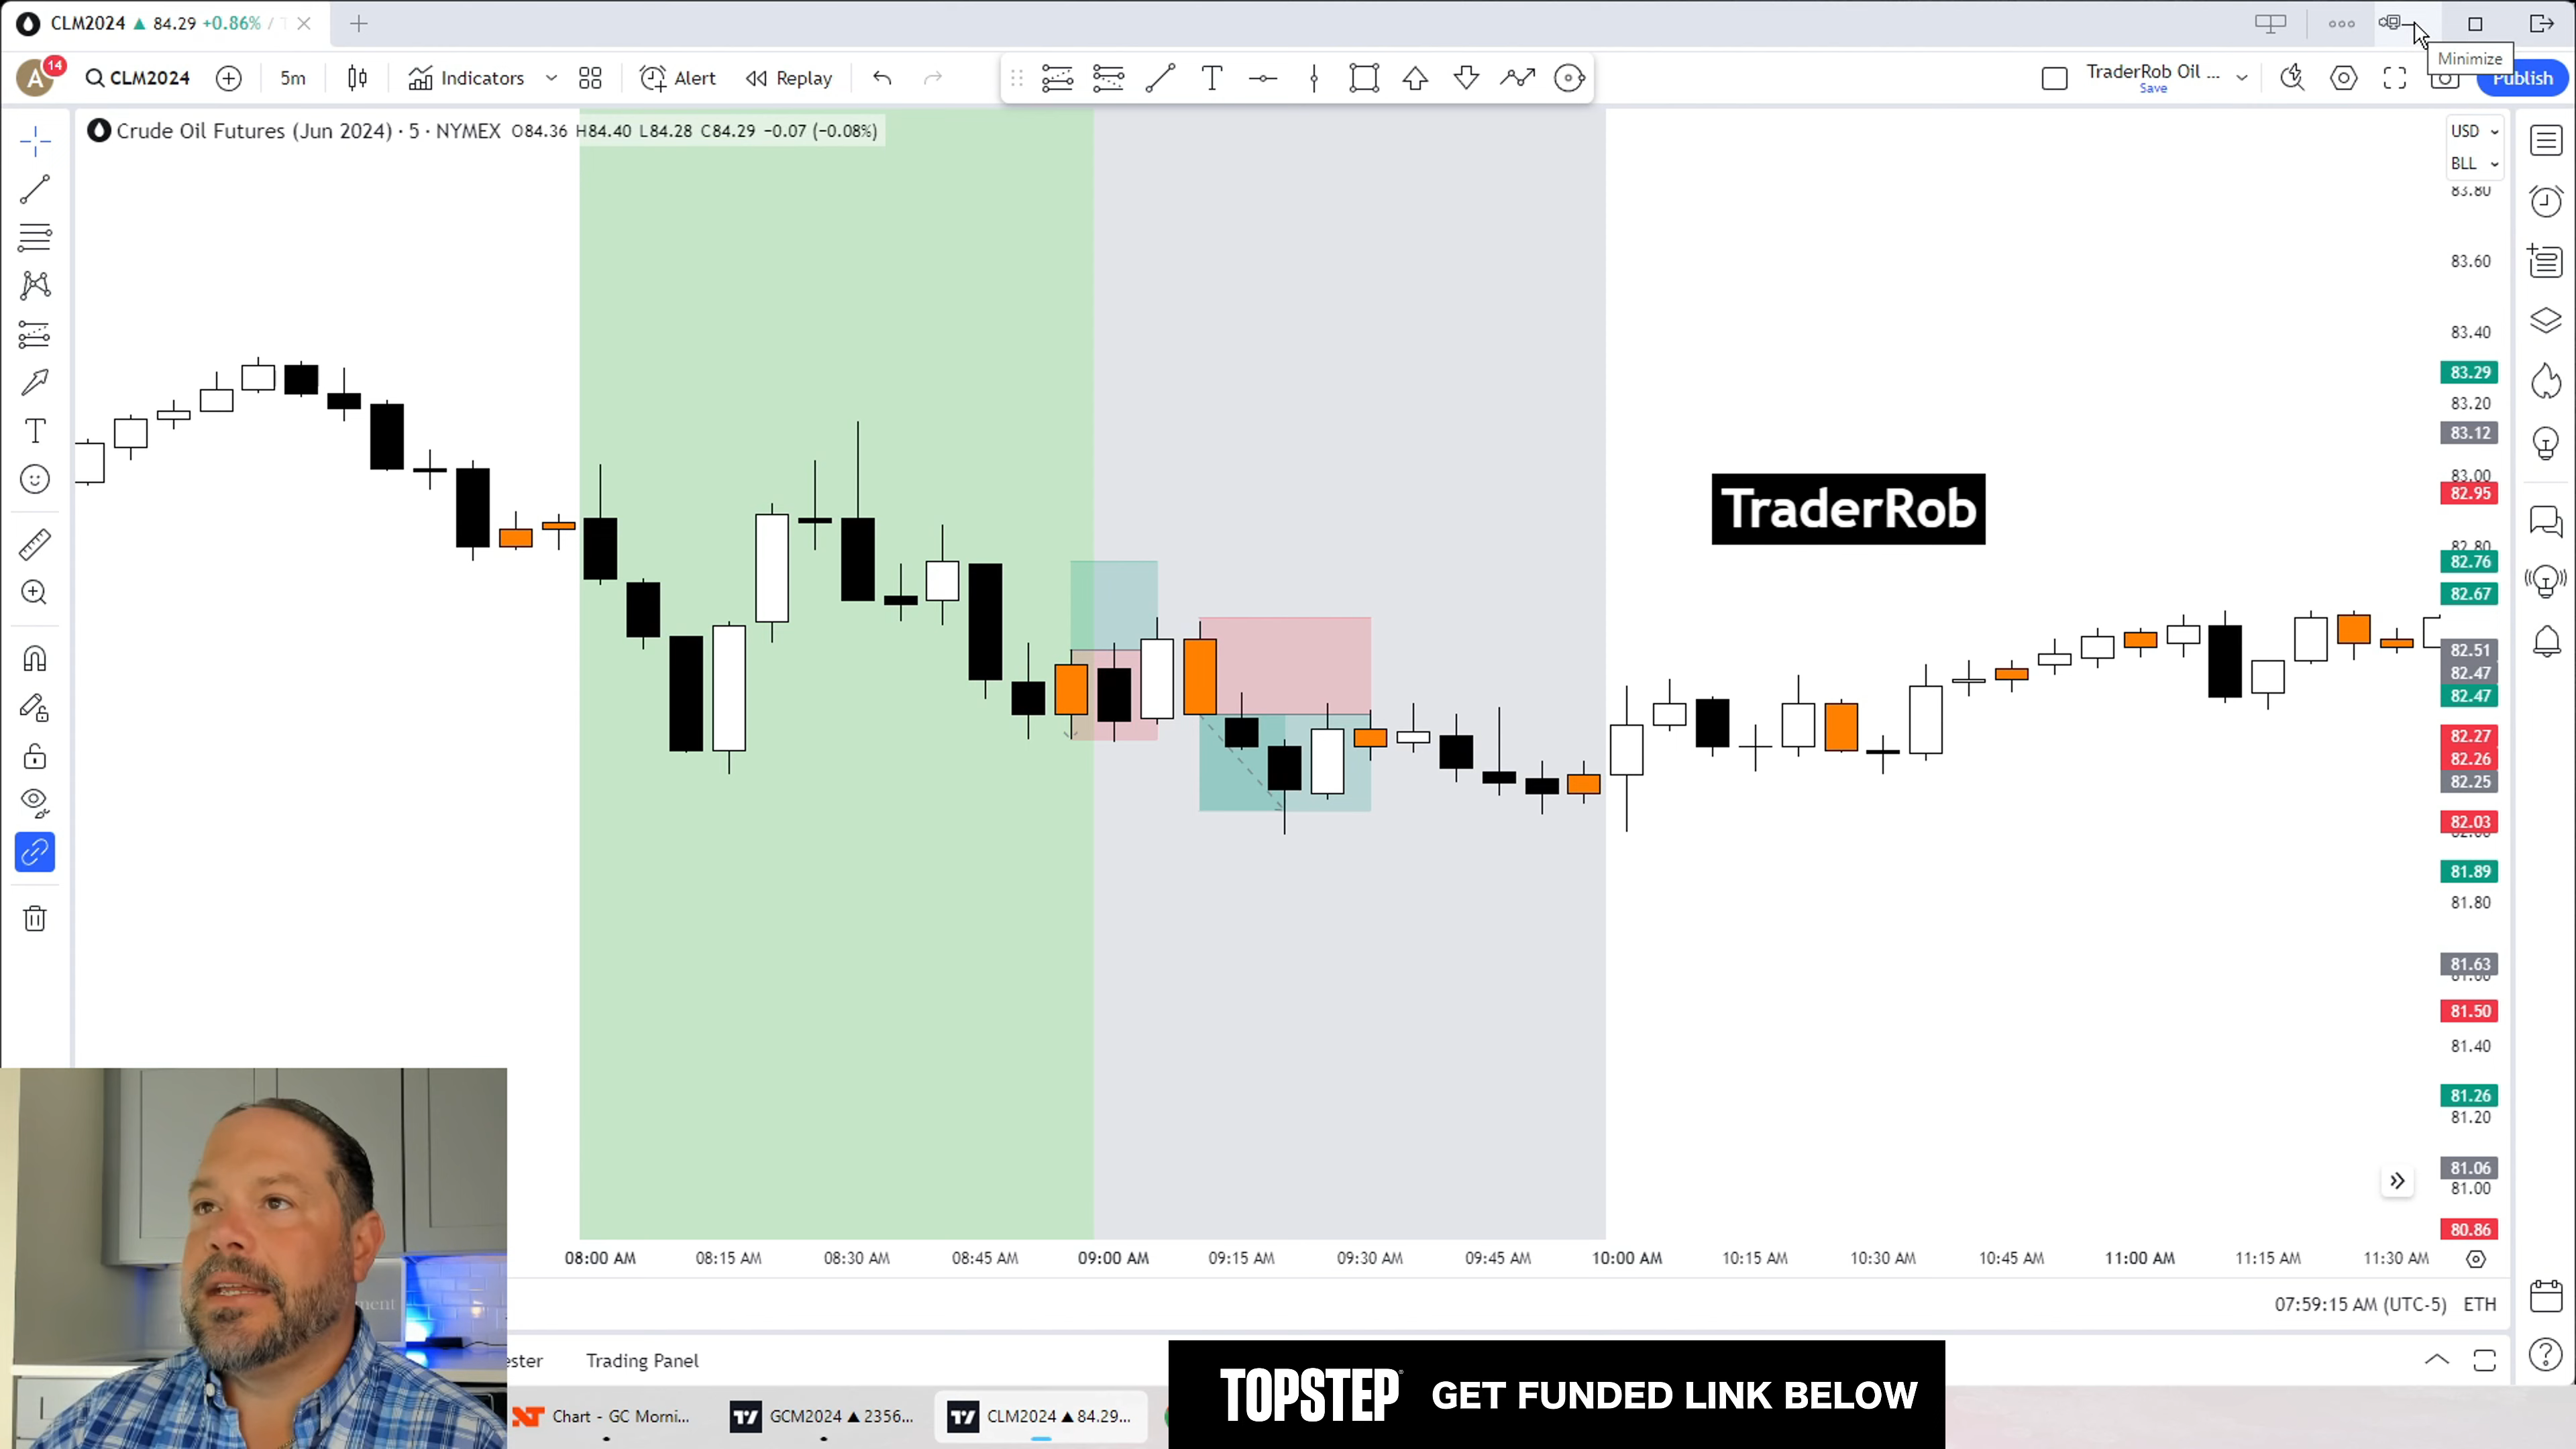 CLM2024 ▲ 84.29 +0.86% /
Minimize
A 14 CLM2024 5m Indicators Alert Replay TraderRob Oil ... Publish
Save
Crude Oil Futures (Jun 2024) · 5 · NYMEX O84.36 H84.40 L84.28 C84.29 −0.07 (−0.08%)
USD
BLL
83.80
83.60
83.40
83.29
83.20
83.12
83.00
82.95
82.80
82.76
82.67
82.51
82.47
82.47
82.27
82.26
82.25
82.03
81.89
81.80
81.63
81.50
81.40
81.26
81.20
81.06
81.00
80.86
TraderRob
08:00 AM 08:15 AM 08:30 AM 08:45 AM 09:00 AM 09:15 AM 09:30 AM 09:45 AM 10:00 AM 10:15 AM 10:30 AM 10:45 AM 11:00 AM 11:15 AM 11:30 AM
07:59:15 AM (UTC-5) ETH
ester Trading Panel
Chart - GC Morni... GCM2024 ▲ 2356... CLM2024 ▲ 84.29...
TOPSTEP GET FUNDED LINK BELOW